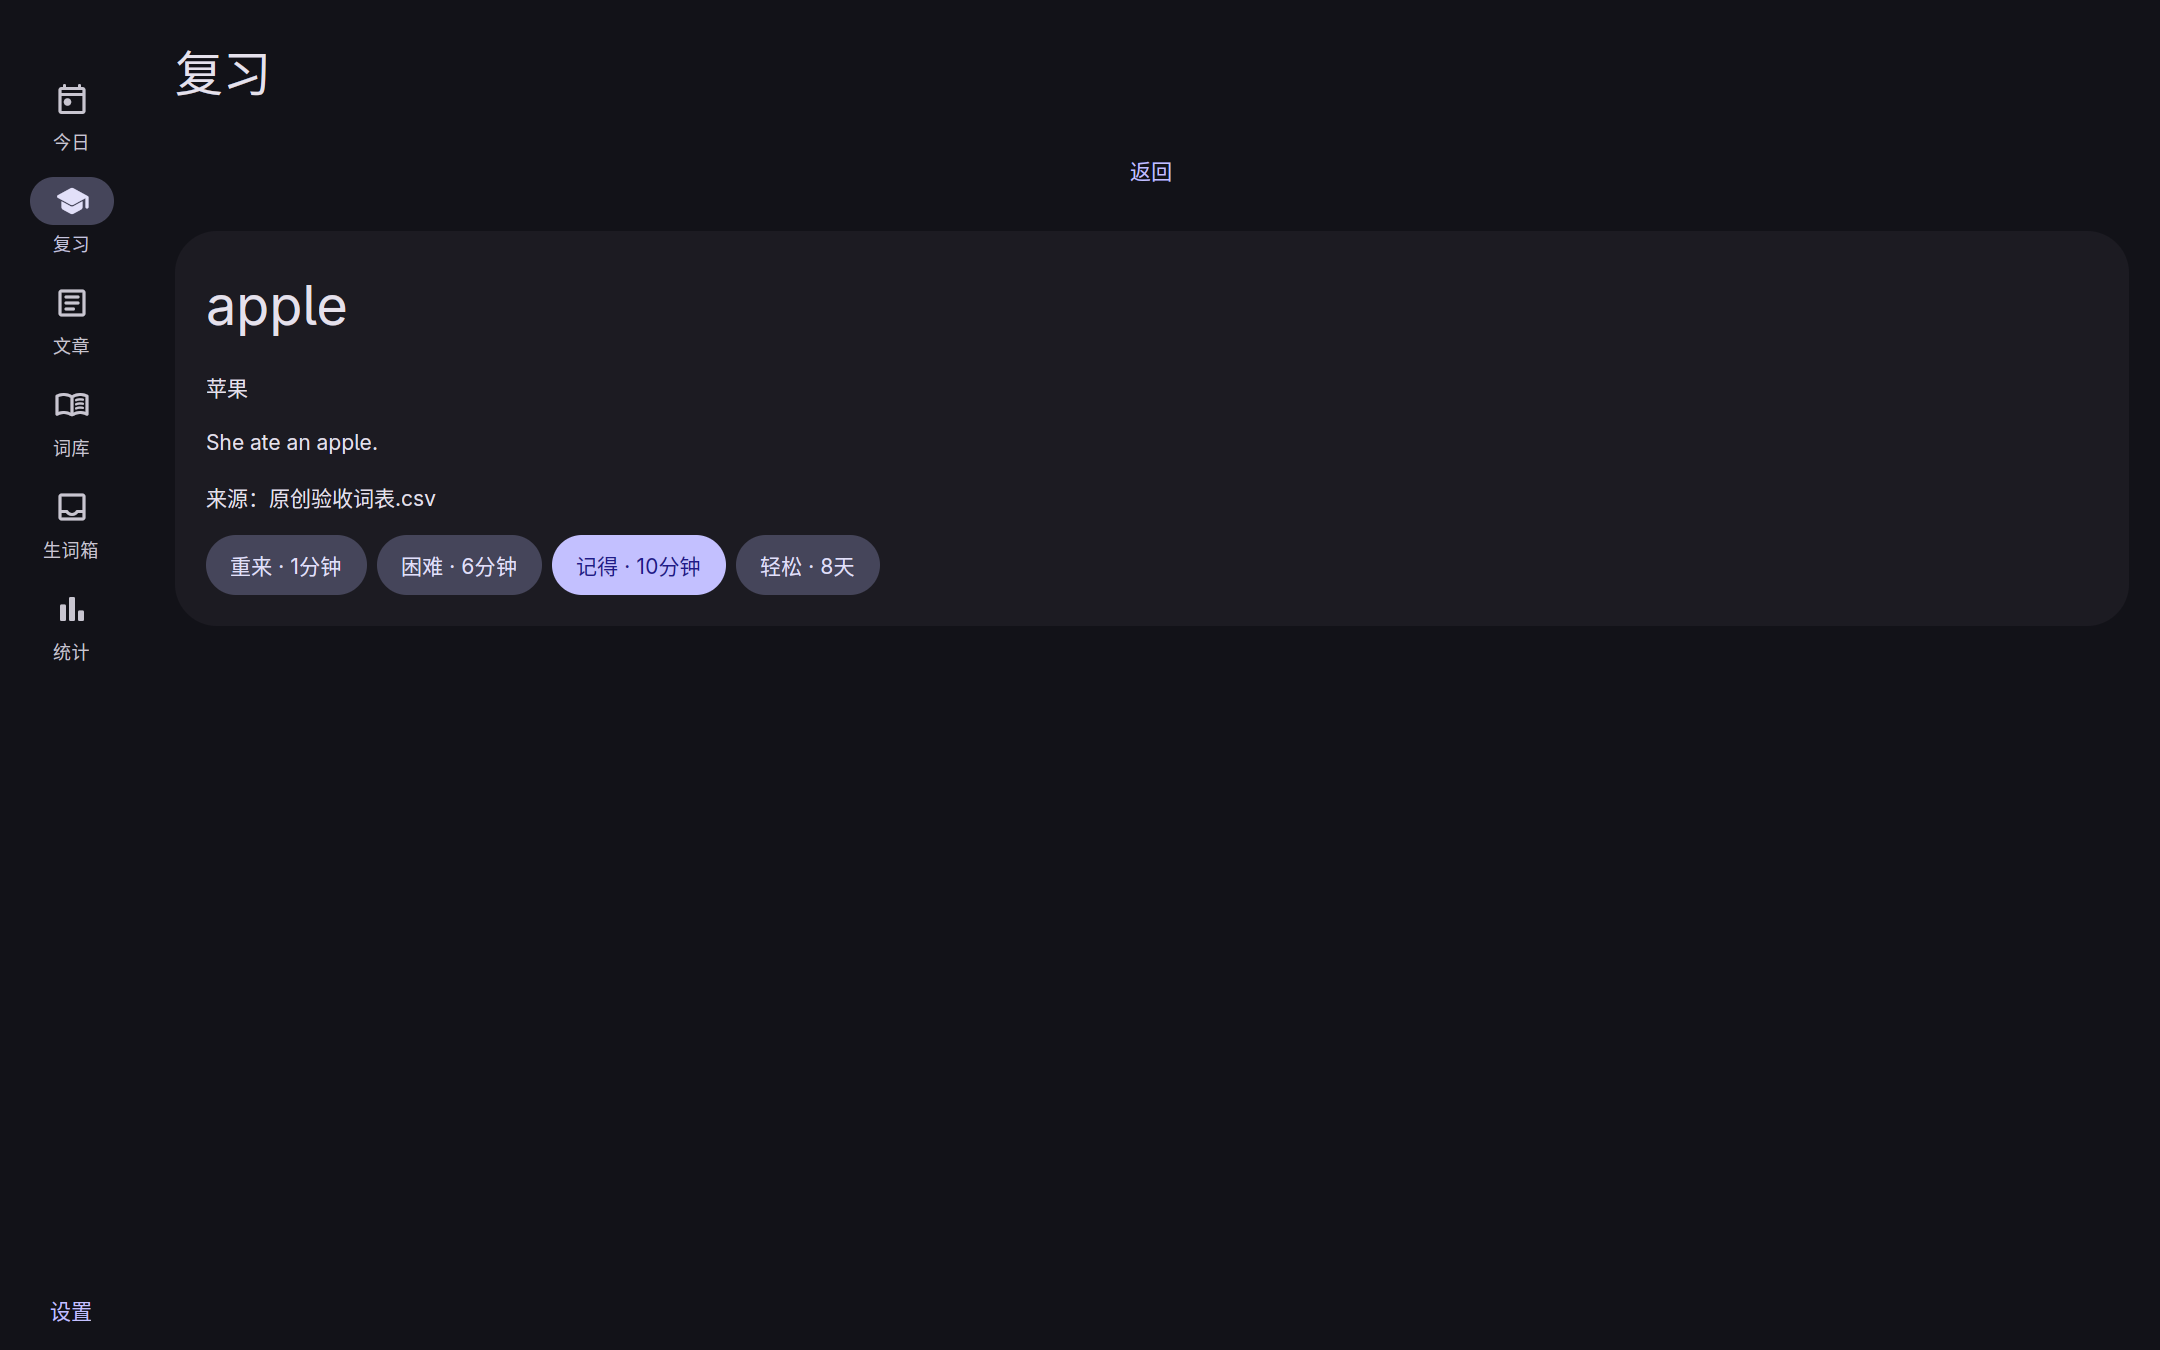 复习
今日
复习
文章
词库
生词箱
统计
设置
返回
apple
苹果
She ate an apple.
来源：原创验收词表.csv
重来 · 1分钟
困难 · 6分钟
记得 · 10分钟
轻松 · 8天